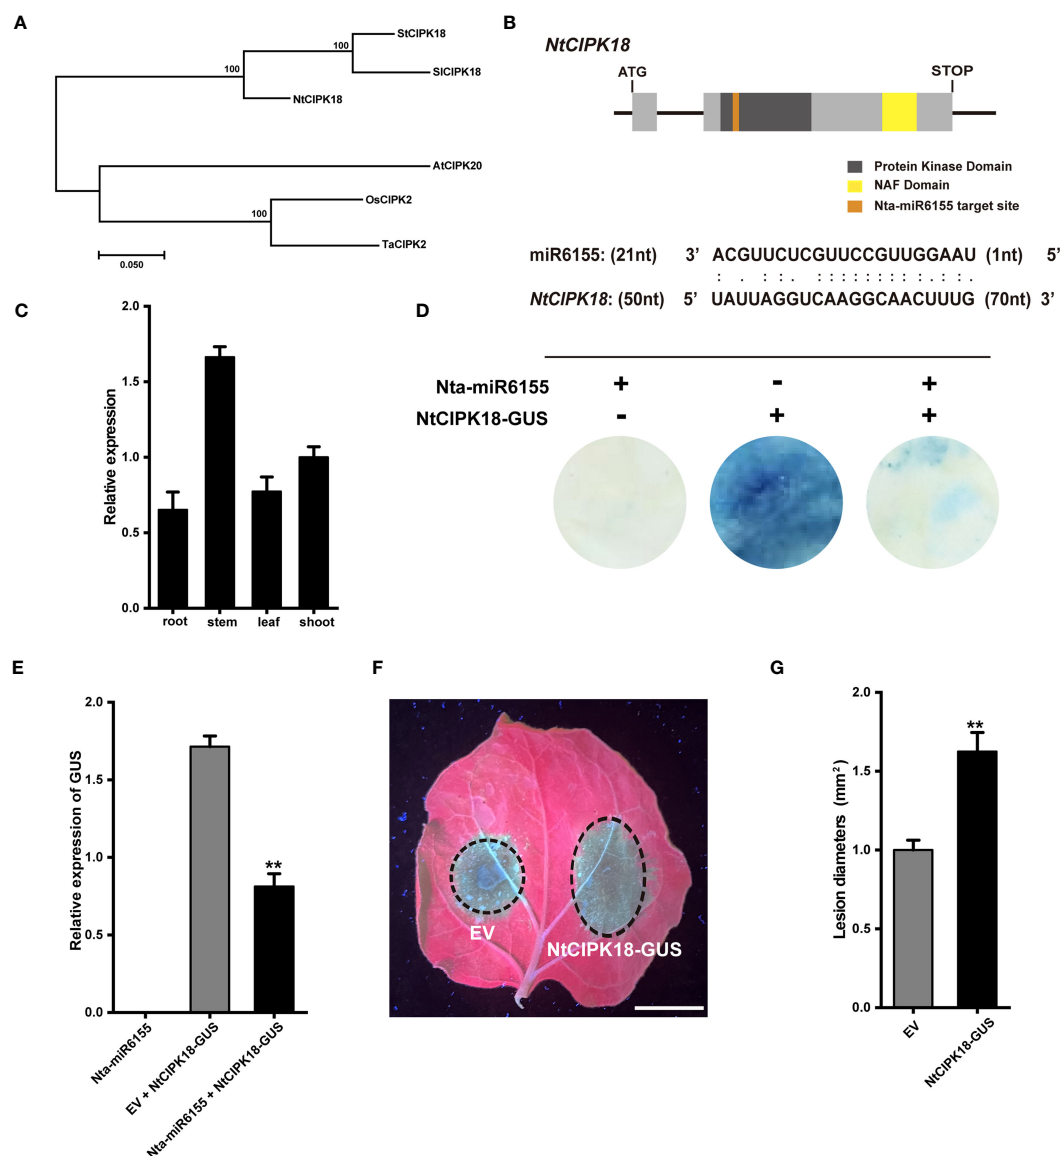 A
StCIPK18
100
SlCIPK18
100
NtCIPK18
AtCIPK20
OsCIPK2
100
TaCIPK2
0.050
B
NtCIPK18
ATG
STOP
Protein Kinase Domain
NAF Domain
Nta-miR6155 target site
miR6155: (21nt) 3’ ACGUUCUCGUUCCGUUGGAAU (1nt) 5’
: . : : . : : : : : : : : : . : .
NtCIPK18: (50nt) 5’ UAUUAGGUCAAGGCAACUUUG (70nt) 3’
C
Relative expression
2.0
1.5
1.0
0.5
0.0
root stem leaf shoot
D
Nta-miR6155 + - +
NtCIPK18-GUS - + +
E
Relative expression of GUS
2.0
1.5
1.0
0.5
0.0
**
Nta-miR6155
EV + NtCIPK18-GUS
Nta-miR6155 + NtCIPK18-GUS
F
EV
NtCIPK18-GUS
G
Lesion diameters (mm²)
2.0
1.5
1.0
0.5
0.0
**
EV
NtCIPK18-GUS